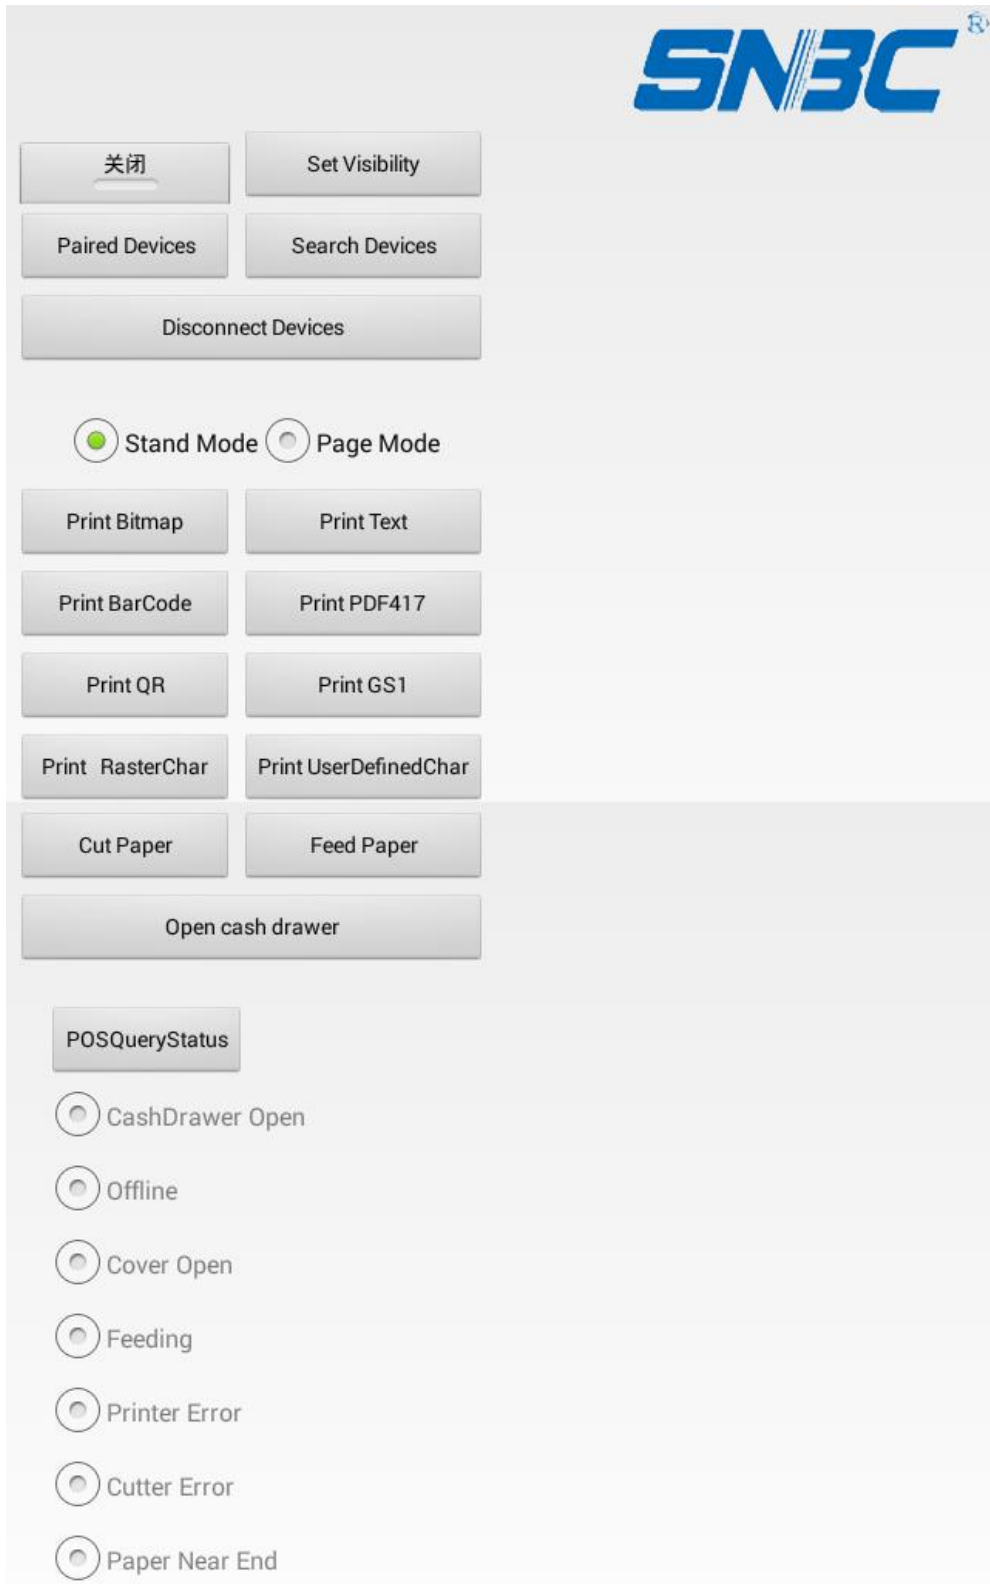 SNBC®
关闭 Set Visibility
Paired Devices Search Devices
Disconnect Devices
Stand Mode Page Mode
Print Bitmap Print Text
Print BarCode Print PDF417
Print QR Print GS1
Print RasterChar Print UserDefinedChar
Cut Paper Feed Paper
Open cash drawer
POSQueryStatus
CashDrawer Open
Offline
Cover Open
Feeding
Printer Error
Cutter Error
Paper Near End